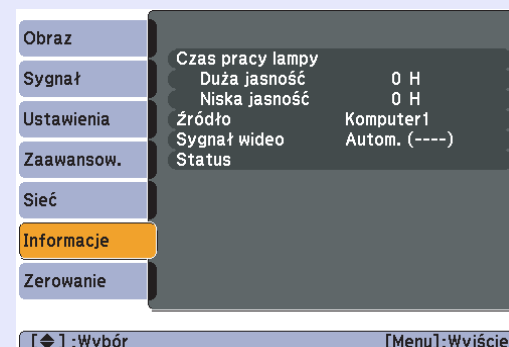 Obraz
Sygnał
Ustawienia
Zaawansow.
Sieć
Informacje
Zerowanie
Czas pracy lampy
Duża jasność 0 H
Niska jasność 0 H
Źródło Komputer1
Sygnał wideo Autom. (----)
Status
[◆] :Wybór [Menu]:Wyjście